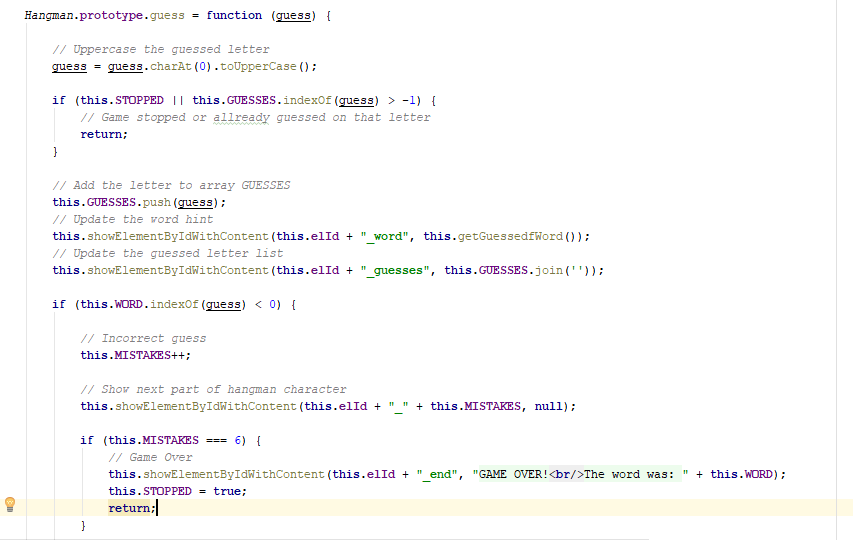 Hangman.prototype.guess = function (guess) {
// Uppercase the guessed letter
guess = guess.charAt(0).toUpperCase();
if (this.STOPPED || this.GUESSES.indexOf(guess) > -1) {
// Game stopped or allready guessed on that letter
return;
}
// Add the letter to array GUESSES
this.GUESSES.push(guess);
// Update the word hint
this.showElementByIdWithContent(this.elId + "_word", this.getGuessedfWord());
// Update the guessed letter list
this.showElementByIdWithContent(this.elId + "_guesses", this.GUESSES.join(''));
if (this.WORD.indexOf(guess) < 0) {
// Incorrect guess
this.MISTAKES++;
// Show next part of hangman character
this.showElementByIdWithContent(this.elId + "_" + this.MISTAKES, null);
if (this.MISTAKES === 6) {
// Game Over
this.showElementByIdWithContent(this.elId + "_end", "GAME OVER!<br/>The word was: " + this.WORD);
this.STOPPED = true;
return;
}